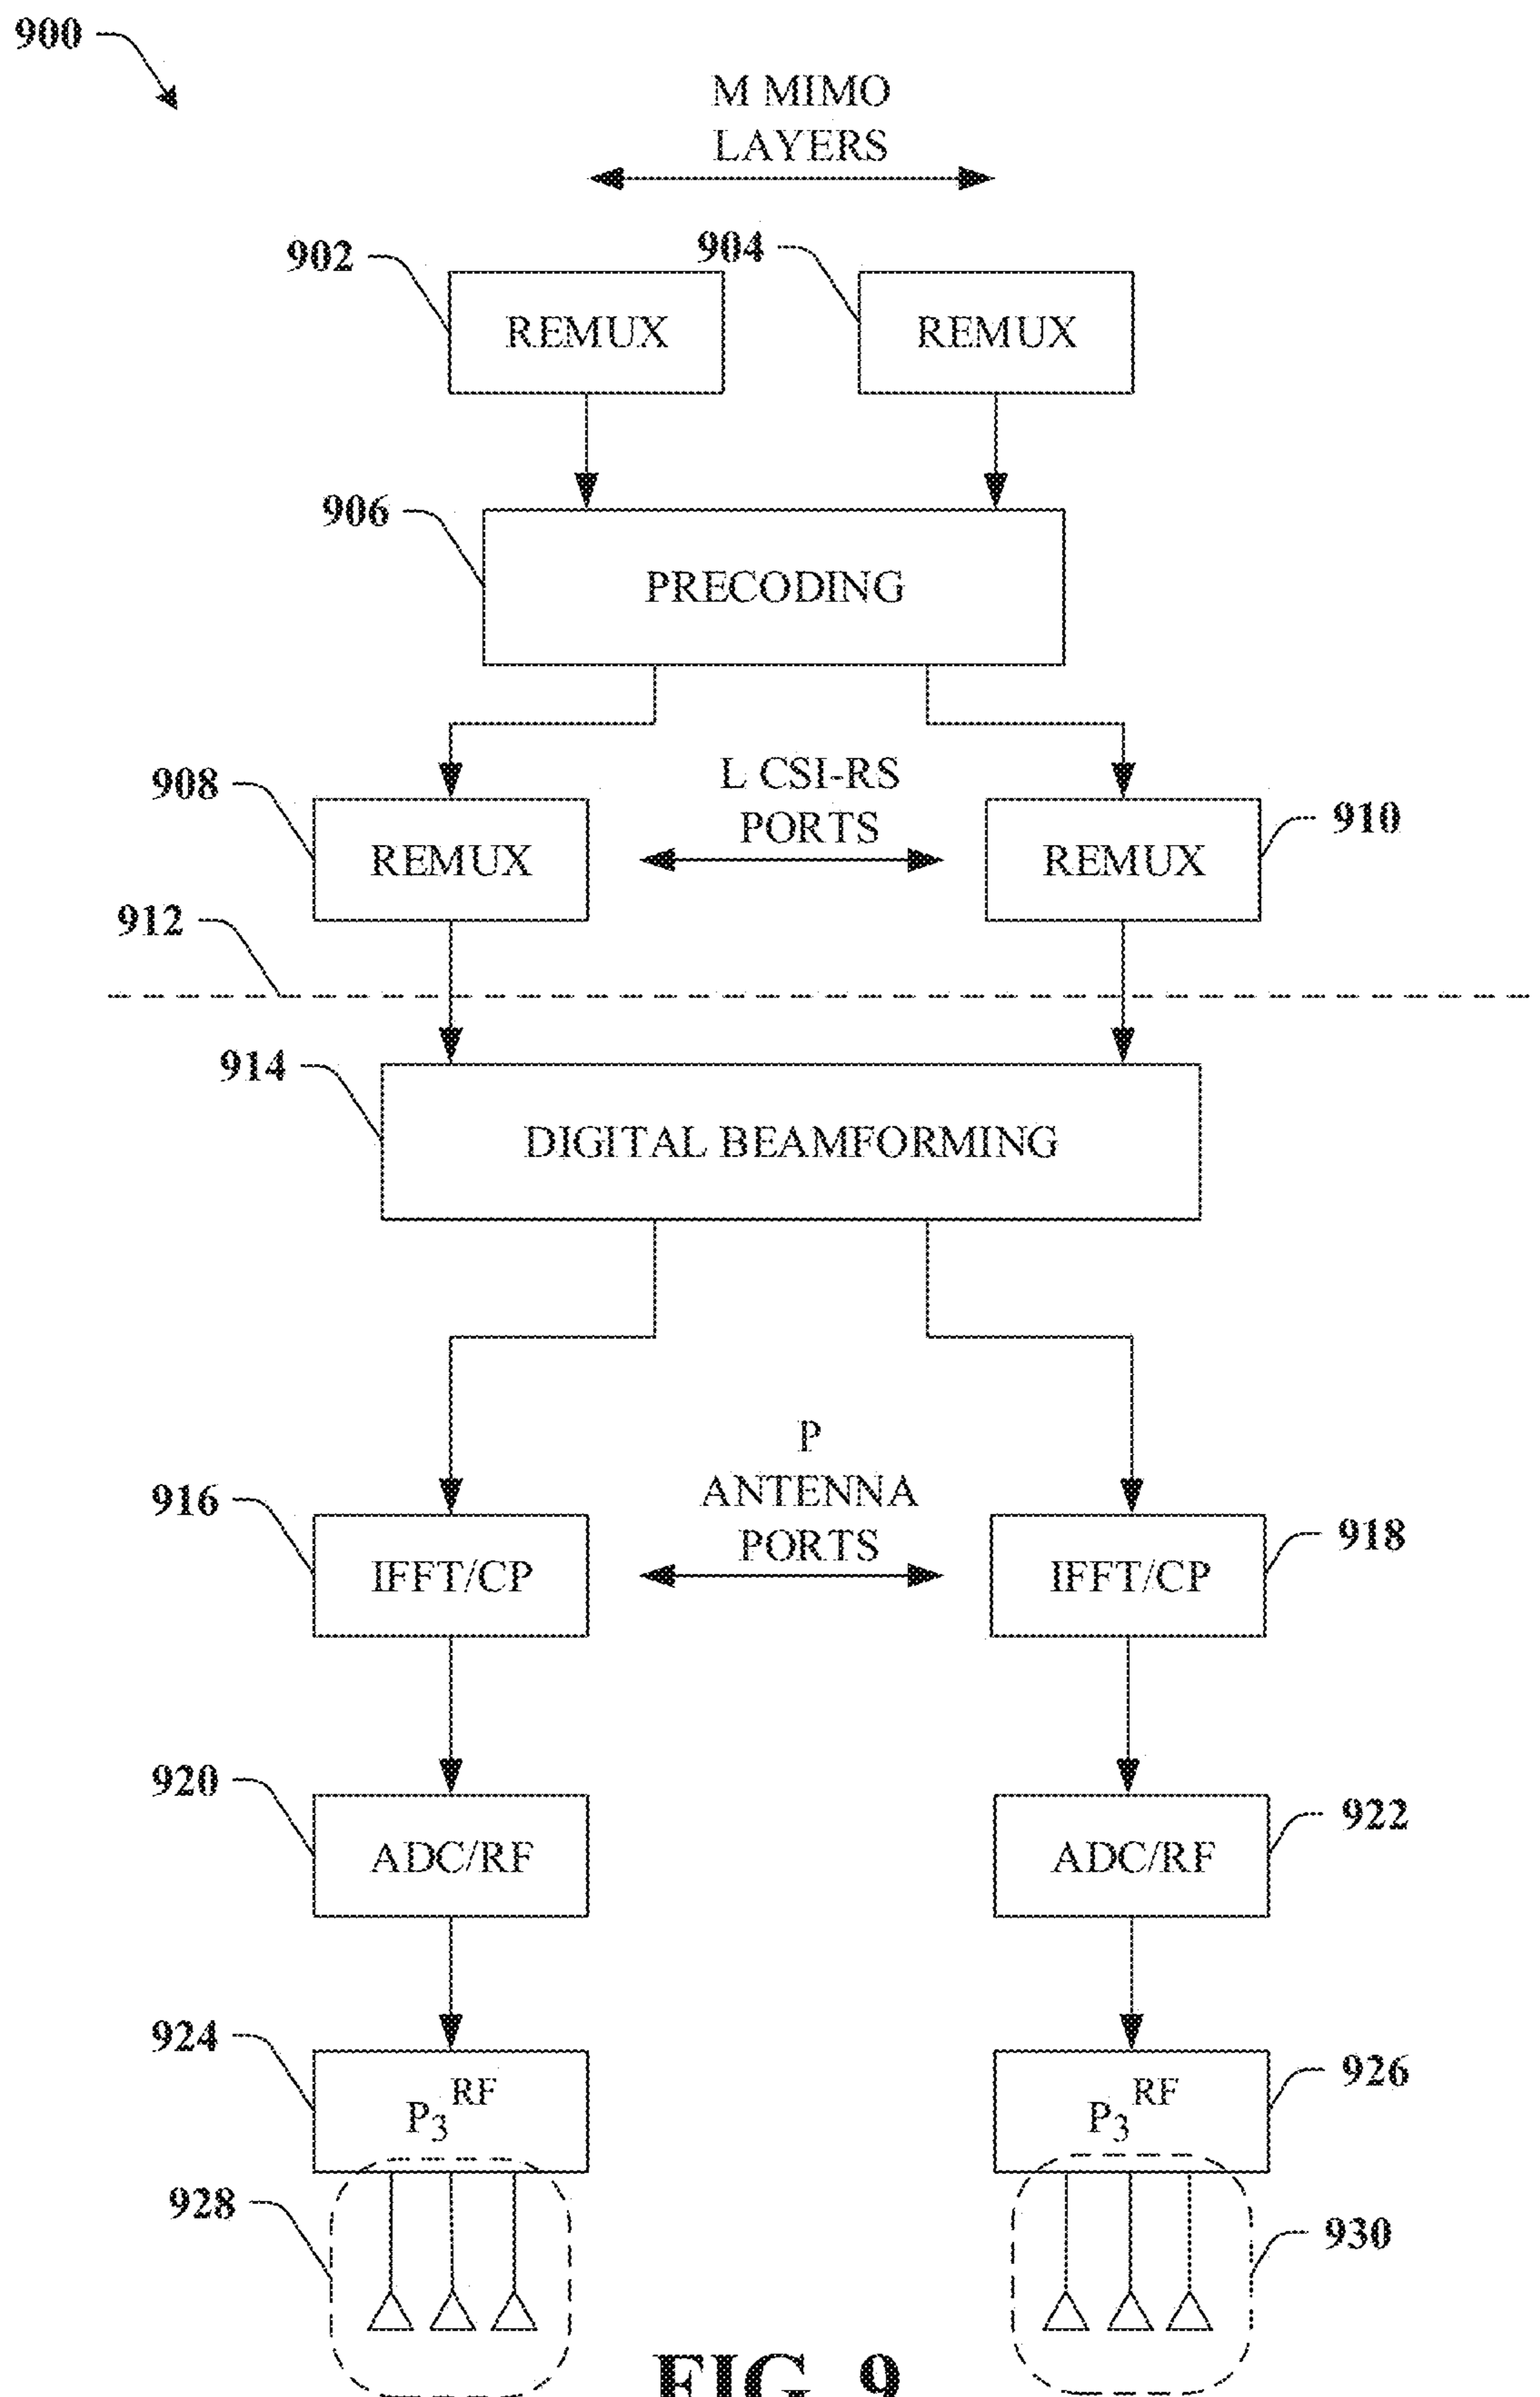 900
M MIMO
LAYERS
902
904
REMUX
REMUX
906
PRECODING
908
L CSI-RS
PORTS
910
REMUX
REMUX
912
914
DIGITAL BEAMFORMING
P
ANTENNA
PORTS
916
918
IFFT/CP
IFFT/CP
920
922
ADC/RF
ADC/RF
924
926
P3RF
P3RF
928
930
FIG. 9